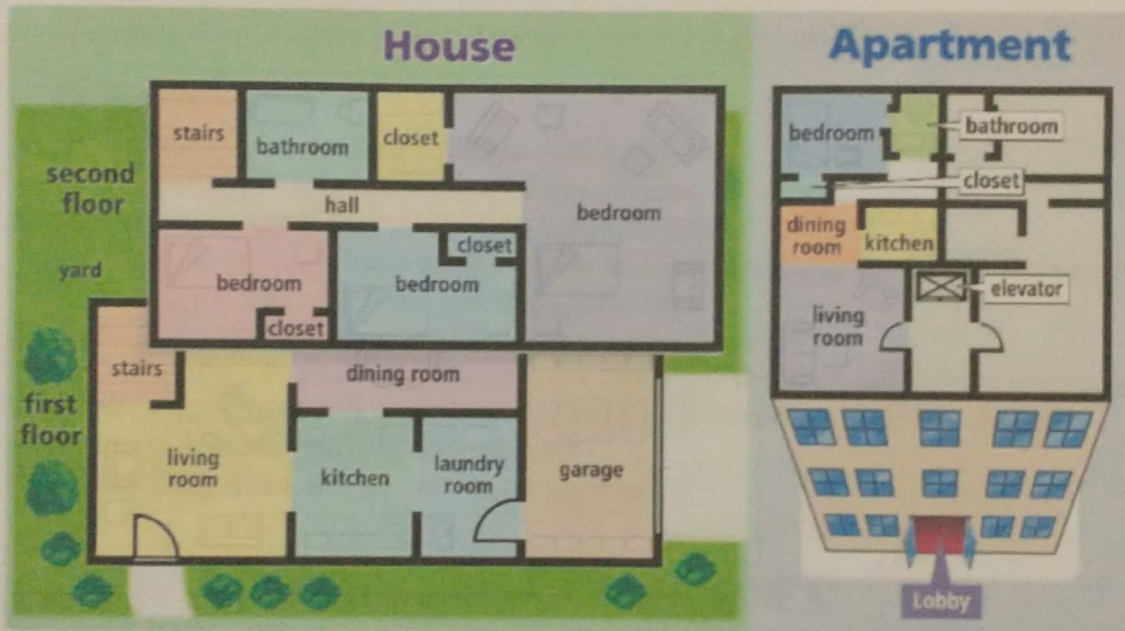 House
stairs
bathroom
closet
second
floor
hall
bedroom
yard
bedroom
closet
bedroom
closet
stairs
dining room
first
floor
living
room
kitchen
laundry
room
garage
Apartment
bedroom
bathroom
closet
dining
room
kitchen
elevator
living
room
Lobby